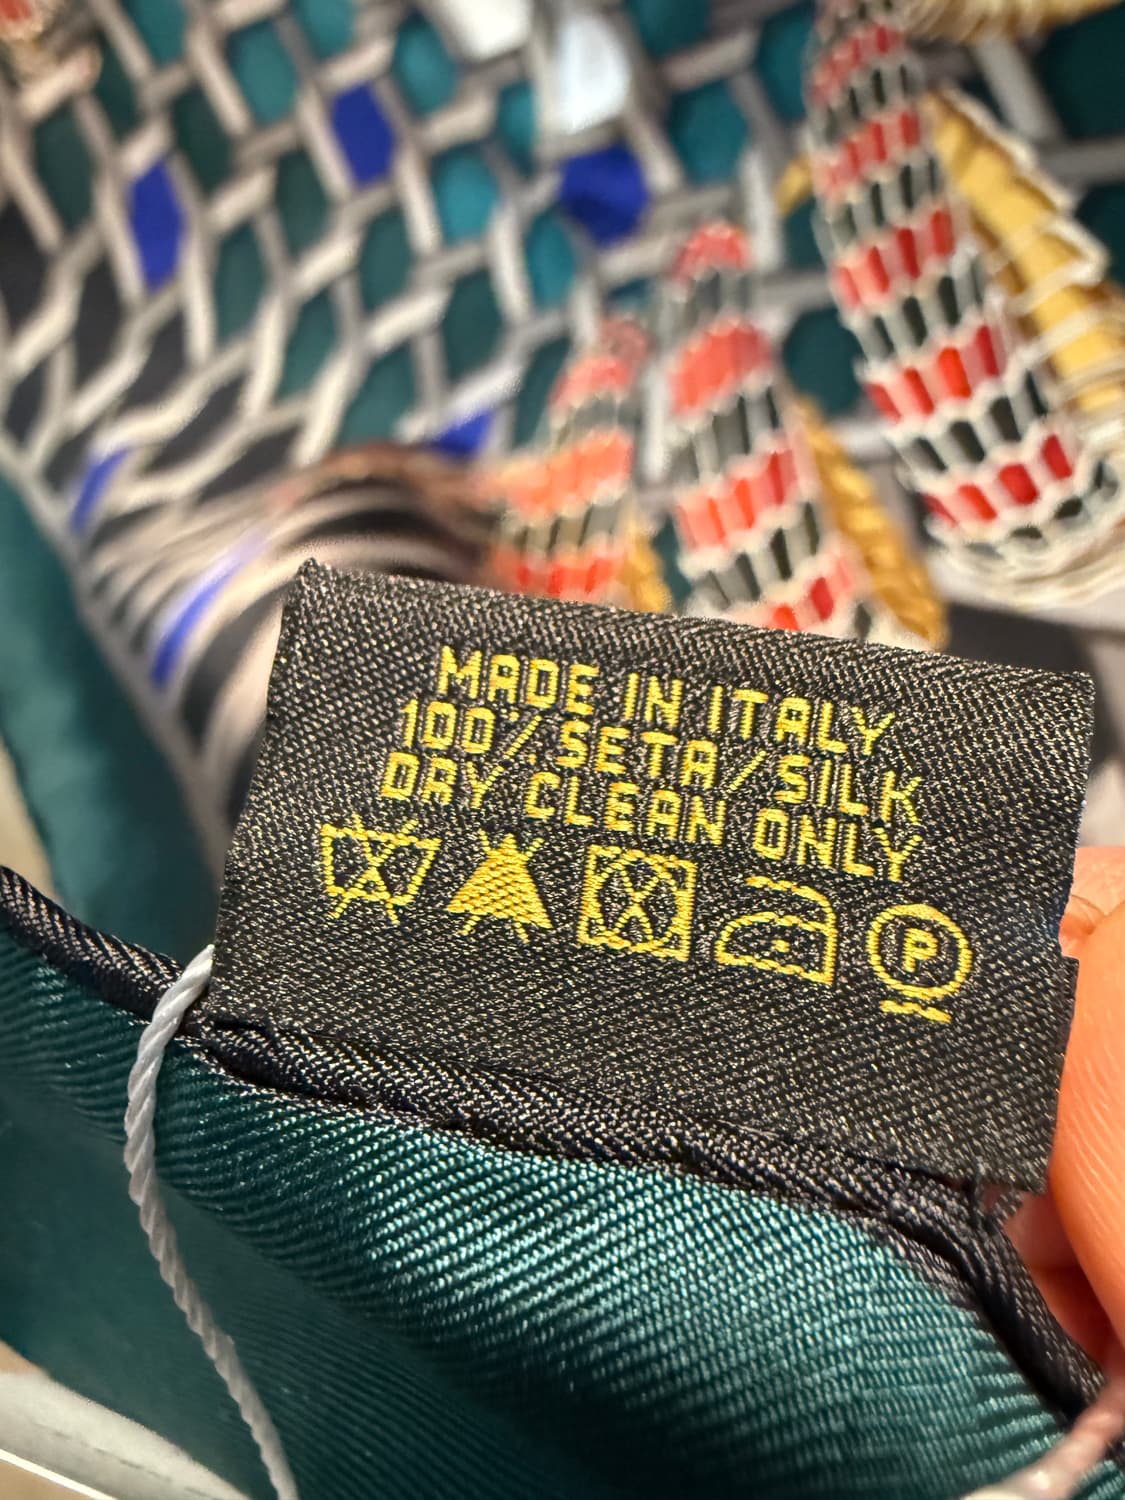 MADE IN ITALY
100% SETA/SILK
DRY CLEAN ONLY
P